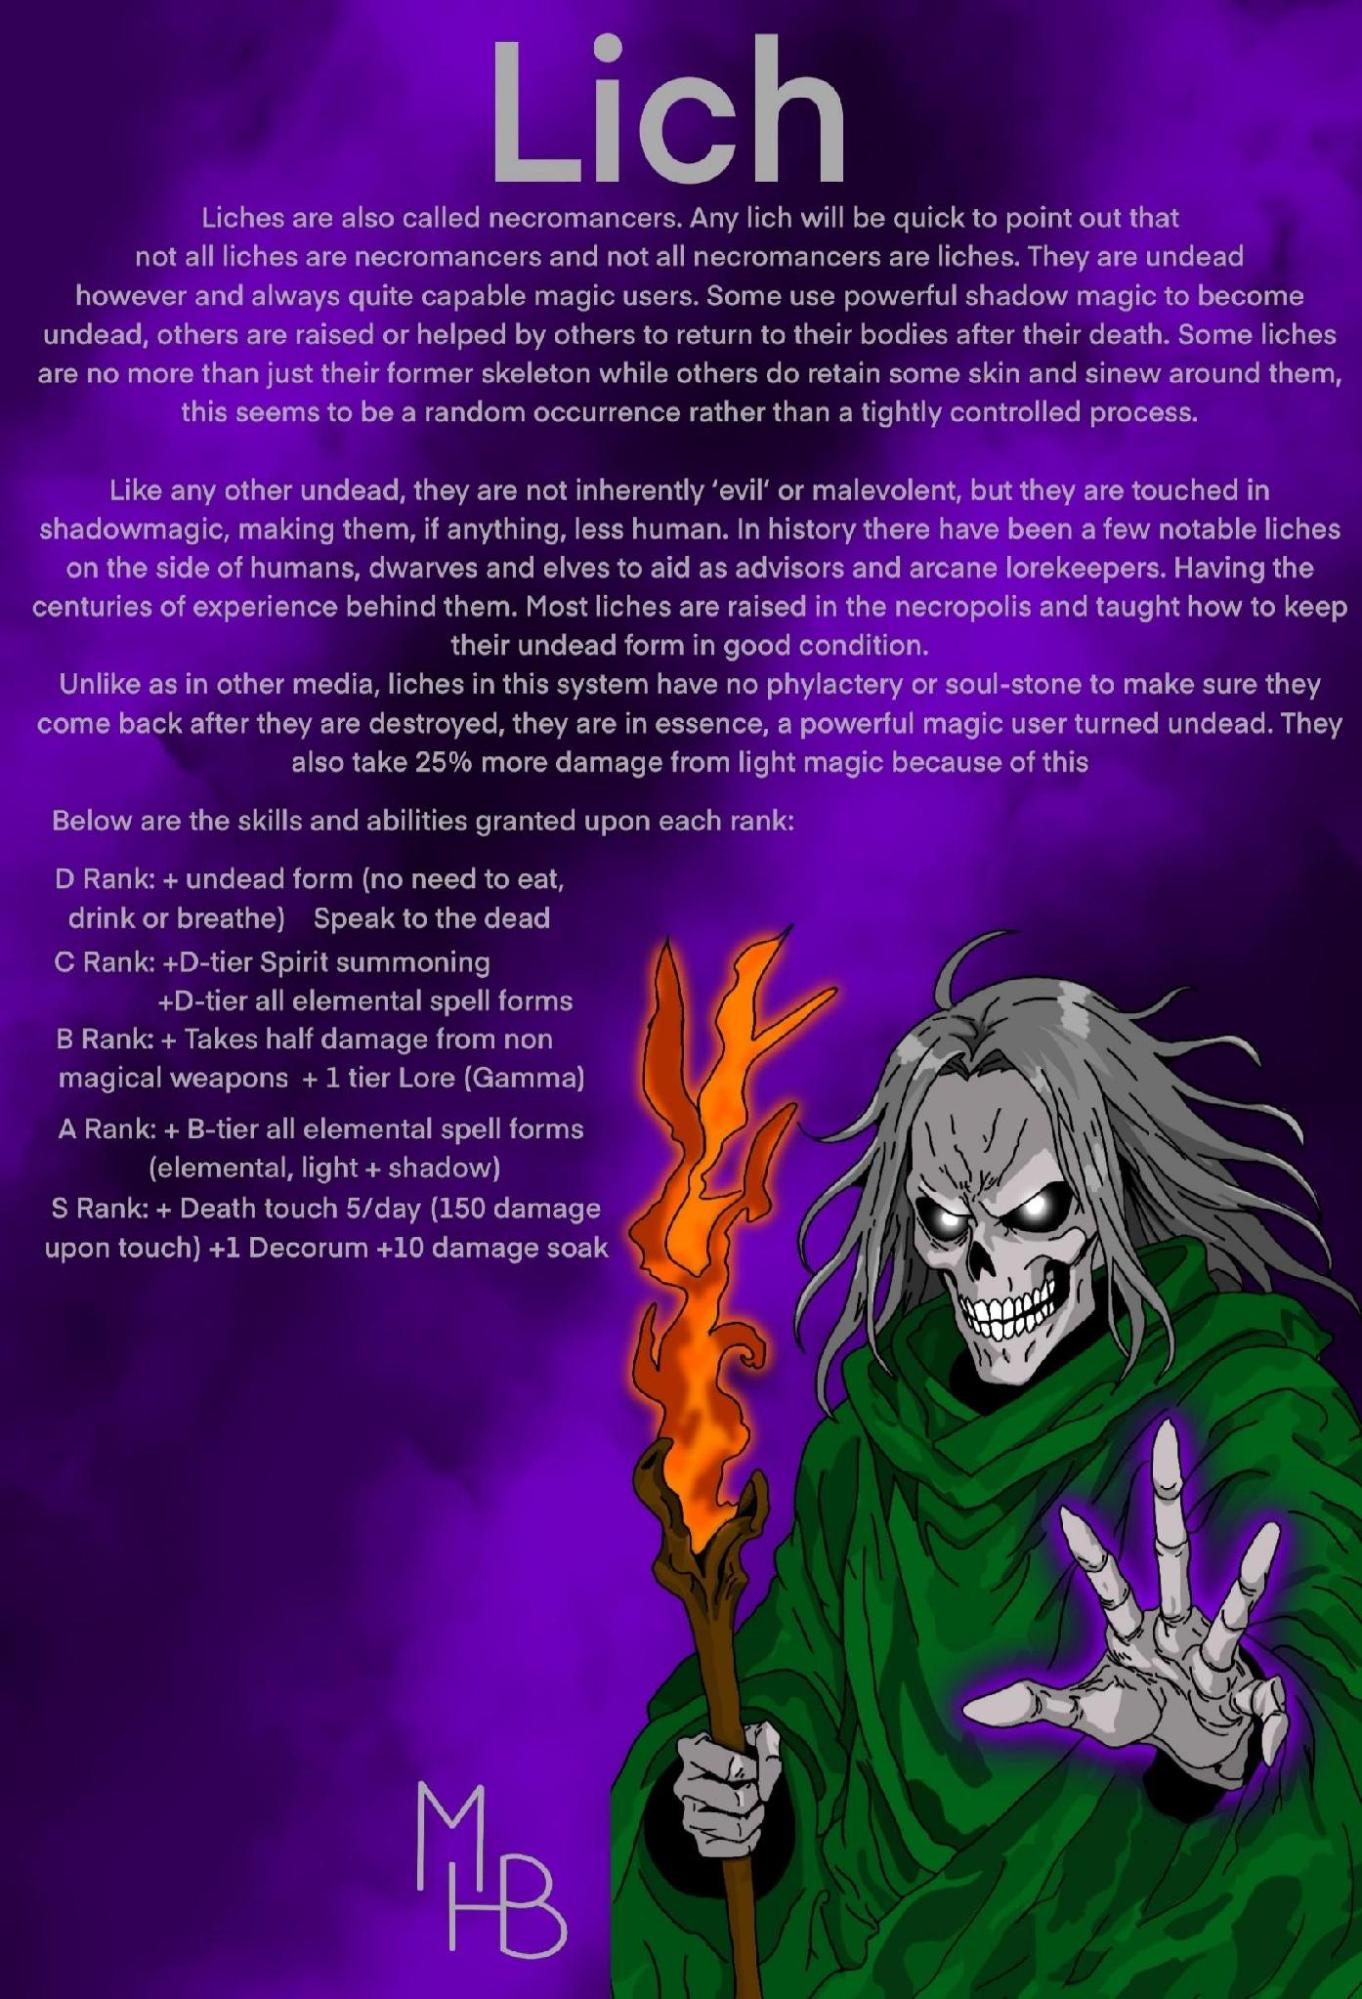 Lich
Liches are also called necromancers. Any lich will be quick to point out that
not all liches are necromancers and not all necromancers are liches. They are undead
however and always quite capable magic users. Some use powerful shadow magic to become
undead, others are raised or helped by others to return to their bodies after their death. Some liches
are no more than just their former skeleton while others do retain some skin and sinew around them,
this seems to be a random occurrence rather than a tightly controlled process.
Like any other undead, they are not inherently ‘evil‘ or malevolent, but they are touched in
shadowmagic, making them, if anything, less human. In history there have been a few notable liches
on the side of humans, dwarves and elves to aid as advisors and arcane lorekeepers. Having the
centuries of experience behind them. Most liches are raised in the necropolis and taught how to keep
their undead form in good condition.
Unlike as in other media, liches in this system have no phylactery or soul-stone to make sure they
come back after they are destroyed, they are in essence, a powerful magic user turned undead. They
also take 25% more damage from light magic because of this
Below are the skills and abilities granted upon each rank:
D Rank: + undead form (no need to eat,
drink or breathe) Speak to the dead
C Rank: +D-tier Spirit summoning
+D-tier all elemental spell forms
B Rank: + Takes half damage from non
magical weapons + 1 tier Lore (Gamma)
A Rank: + B-tier all elemental spell forms
(elemental, light + shadow)
S Rank: + Death touch 5/day (150 damage
upon touch) +1 Decorum +10 damage soak
MHB